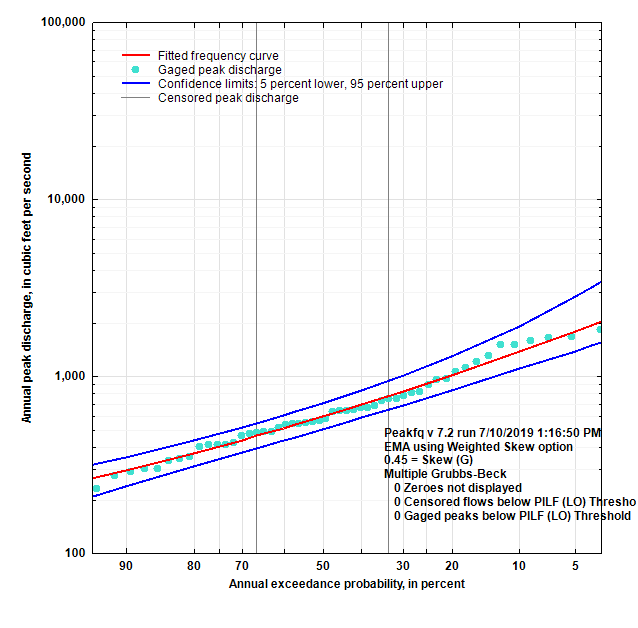 100,000
Fitted frequency curve
Gaged peak discharge
Confidence limits: 5 percent lower, 95 percent upper
Censored peak discharge
10,000
Annual peak discharge, in cubic feet per second
1,000
Peakfq v 7.2 run 7/10/2019 1:16:50 PM
EMA using Weighted Skew option
0.45 = Skew (G)
Multiple Grubbs-Beck
0 Zeroes not displayed
0 Censored flows below PILF (LO) Thresho
0 Gaged peaks below PILF (LO) Threshold
100
90 80 70 50 30 20 10 5
Annual exceedance probability, in percent